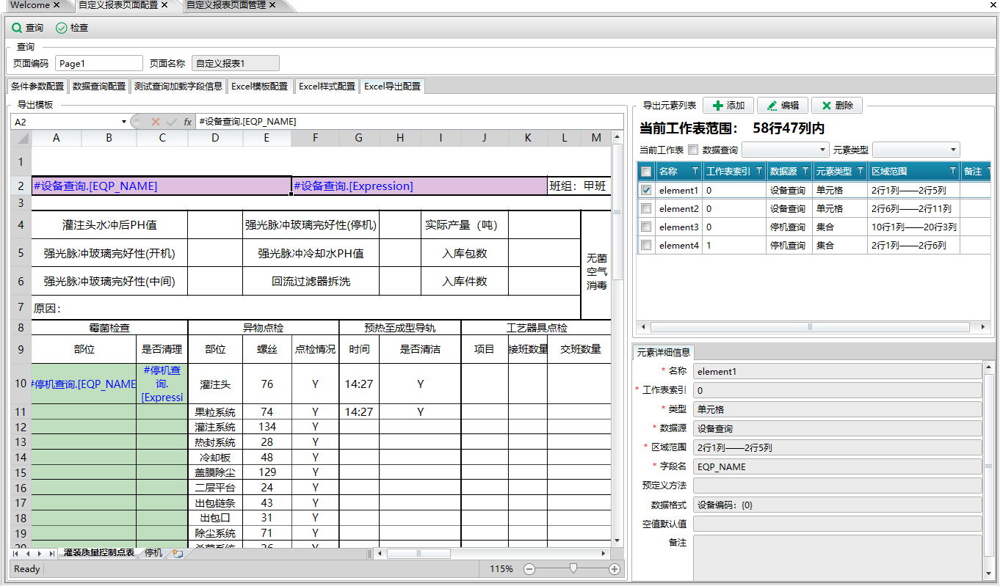 Welcome 自定义报表页面配置 自定义报表页面管理
查询 检查
查询
页面编码 Page1 页面名称 自定义报表1
条件参数配置 数据查询配置 测试查询加载字段信息 Excel模板配置 Excel样式配置 Excel导出配置
导出模板
A2 fx #设备查询.[EQP_NAME]
A B C D E F G H I J K L M
1
2 #设备查询.[EQP_NAME] #设备查询.[Expression] 班组：甲班
3
4 灌注头水冲后PH值 强光脉冲玻璃完好性(停机) 实际产量（吨）
5 强光脉冲玻璃完好性(开机) 强光脉冲冷却水PH值 入库包数
6 强光脉冲玻璃完好性(中间) 回流过滤器拆洗 入库件数
无菌
空气
消毒
7 原因：
8 霉菌检查 异物点检 预热至成型导轨 工艺器具点检
9 部位 是否清理 部位 螺丝 点检情况 时间 是否清洁 项目 接班数量 交班数量
10 #停机查询.[EQP_NAME #停机查询.[Expressi 灌注头 76 Y 14:27 Y
11 果粒系统 74 Y 14:27 Y
12 灌注系统 134 Y
13 热封系统 28 Y
14 冷却板 48 Y
15 盖膜除尘 129 Y
16 二层平台 24 Y
17 出包链条 43 Y
18 出包口 31 Y
19 除尘系统 71 Y
20 杀菌系统 26 Y
灌装质量控制点表 停机
Ready 115%
导出元素列表 添加 编辑 删除
当前工作表范围： 58行47列内
当前工作表 数据查询 元素类型
名称 工作表索引 数据源 元素类型 区域范围 备注
element1 0 设备查询 单元格 2行1列——2行5列
element2 0 设备查询 单元格 2行6列——2行11列
element3 0 停机查询 集合 10行1列——20行3列
element4 1 停机查询 集合 2行1列——2行6列
元素详细信息
* 名称 element1
* 工作表索引 0
* 类型 单元格
* 数据源 设备查询
* 区域范围 2行1列——2行5列
* 字段名 EQP_NAME
预定义方法
数据格式 设备编码：{0}
空值默认值
备注